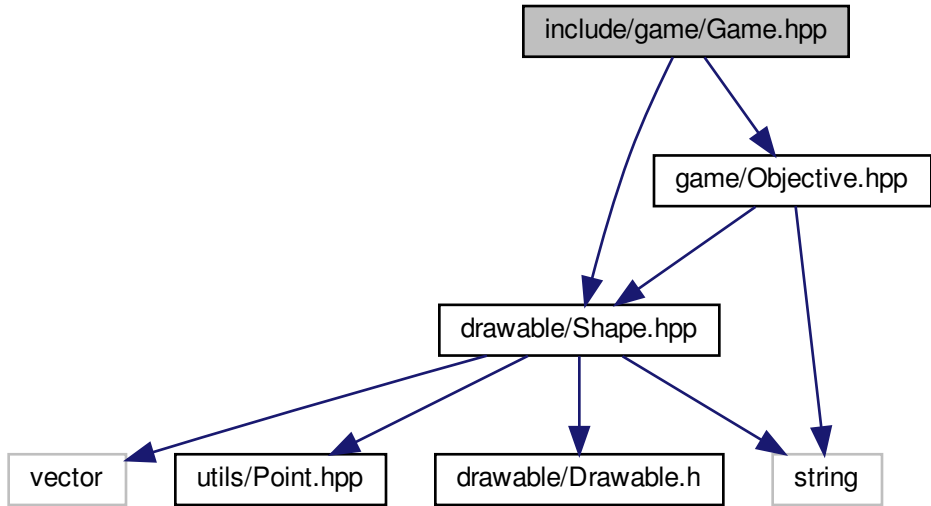 include/game/Game.hpp
game/Objective.hpp
drawable/Shape.hpp
vector
utils/Point.hpp
drawable/Drawable.h
string